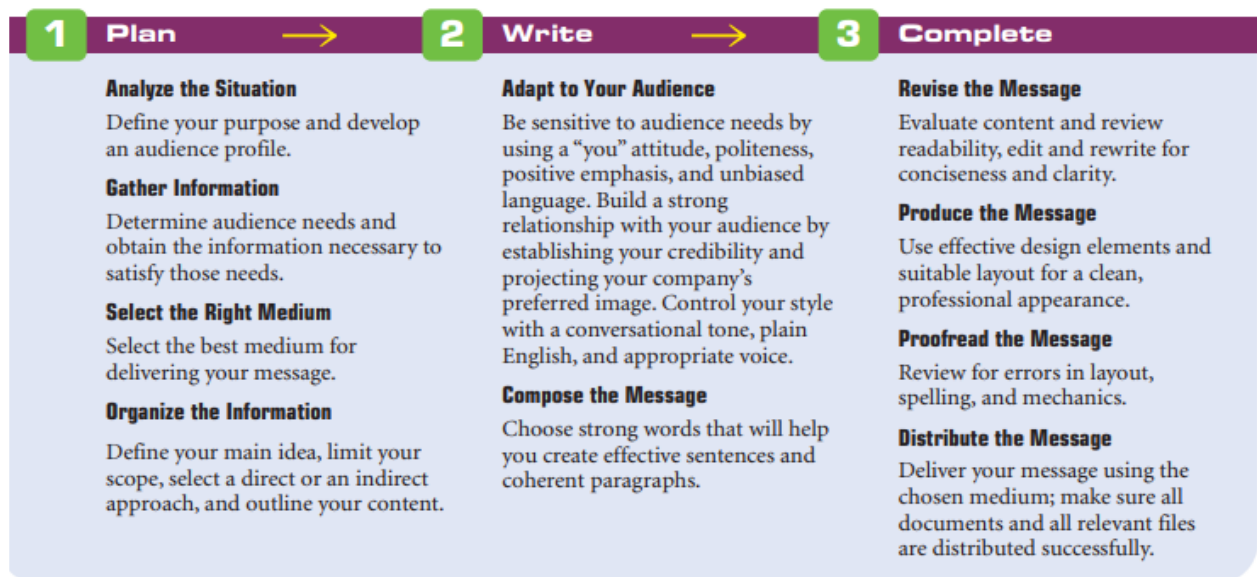 1 Plan → 2 Write → 3 Complete
Analyze the Situation
Define your purpose and develop
an audience profile.
Gather Information
Determine audience needs and
obtain the information necessary to
satisfy those needs.
Select the Right Medium
Select the best medium for
delivering your message.
Organize the Information
Define your main idea, limit your
scope, select a direct or an indirect
approach, and outline your content.
Adapt to Your Audience
Be sensitive to audience needs by
using a “you” attitude, politeness,
positive emphasis, and unbiased
language. Build a strong
relationship with your audience by
establishing your credibility and
projecting your company’s
preferred image. Control your style
with a conversational tone, plain
English, and appropriate voice.
Compose the Message
Choose strong words that will help
you create effective sentences and
coherent paragraphs.
Revise the Message
Evaluate content and review
readability, edit and rewrite for
conciseness and clarity.
Produce the Message
Use effective design elements and
suitable layout for a clean,
professional appearance.
Proofread the Message
Review for errors in layout,
spelling, and mechanics.
Distribute the Message
Deliver your message using the
chosen medium; make sure all
documents and all relevant files
are distributed successfully.